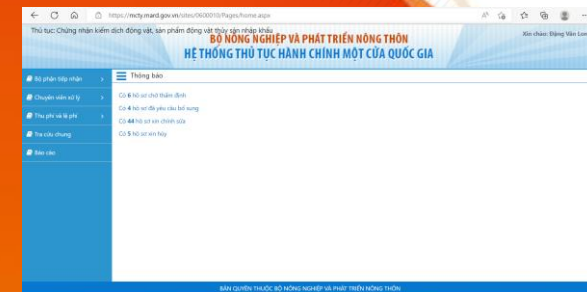 https://mcty.mard.gov.vn/sites/0600010/Pages/home.aspx
Thủ tục: Chứng nhận kiểm dịch động vật, sản phẩm động vật thủy sản nhập khẩu
Xin chào: Đặng Văn
BỘ NÔNG NGHIỆP VÀ PHÁT TRIỂN NÔNG THÔN
HỆ THỐNG THỦ TỤC HÀNH CHÍNH MỘT CỬA QUỐC GIA
Bộ phận tiếp nhận
Chuyên viên xử lý
Thu phí và lệ phí
Tra cứu chung
Báo cáo
Thông báo
Có 6 hồ sơ chờ thẩm định
Có 4 hồ sơ đã yêu cầu bổ sung
Có 44 hồ sơ xin chỉnh sửa
Có 5 hồ sơ xin hủy
BẢN QUYỀN THUỘC BỘ NÔNG NGHIỆP VÀ PHÁT TRIỂN NÔNG THÔN